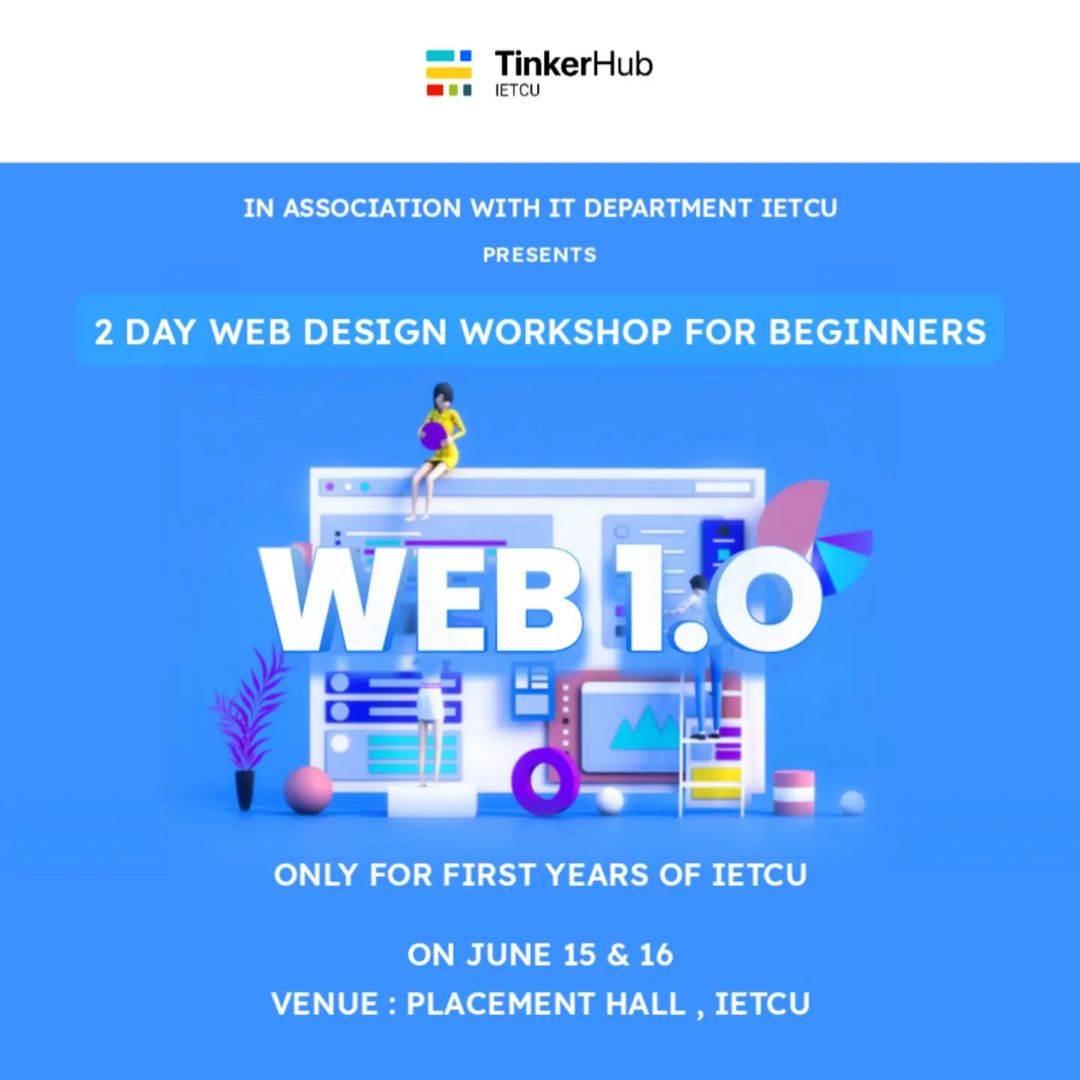 TinkerHub
IETCU
IN ASSOCIATION WITH IT DEPARTMENT IETCU
PRESENTS
2 DAY WEB DESIGN WORKSHOP FOR BEGINNERS
WEB 1.0
ONLY FOR FIRST YEARS OF IETCU
ON JUNE 15 & 16
VENUE : PLACEMENT HALL , IETCU